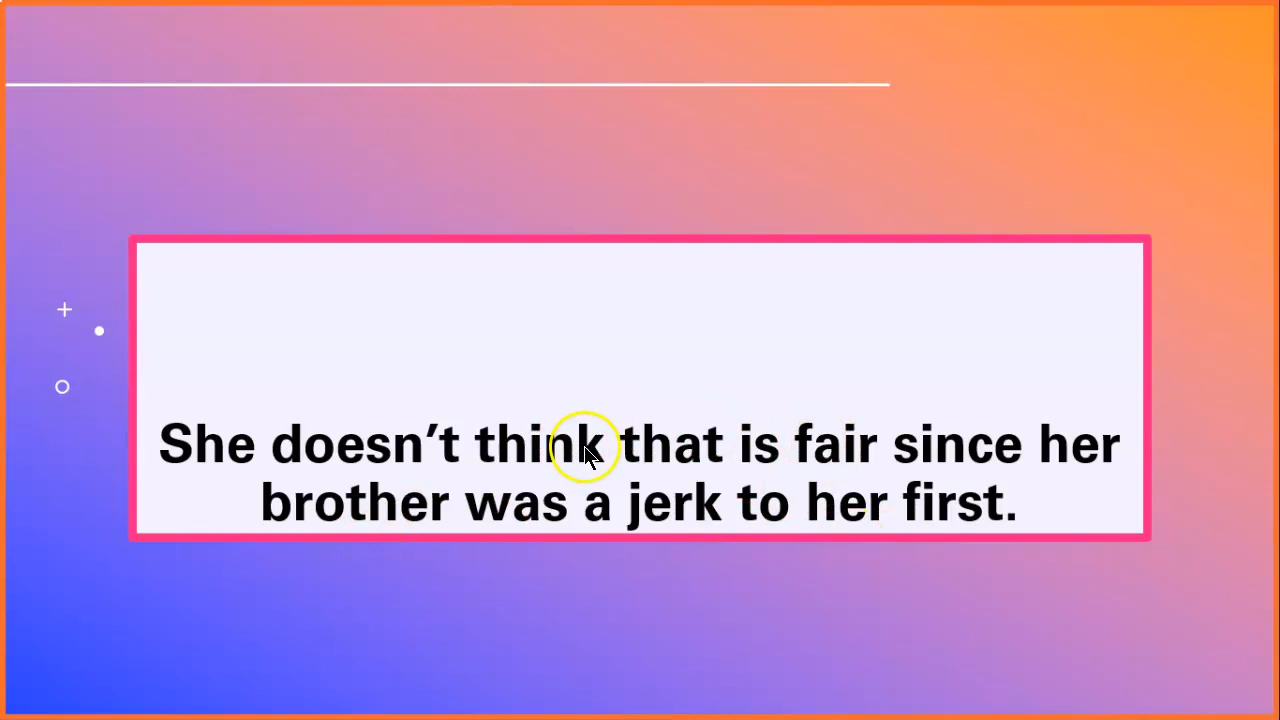 She doesn’t think that is fair since her
brother was a jerk to her first.